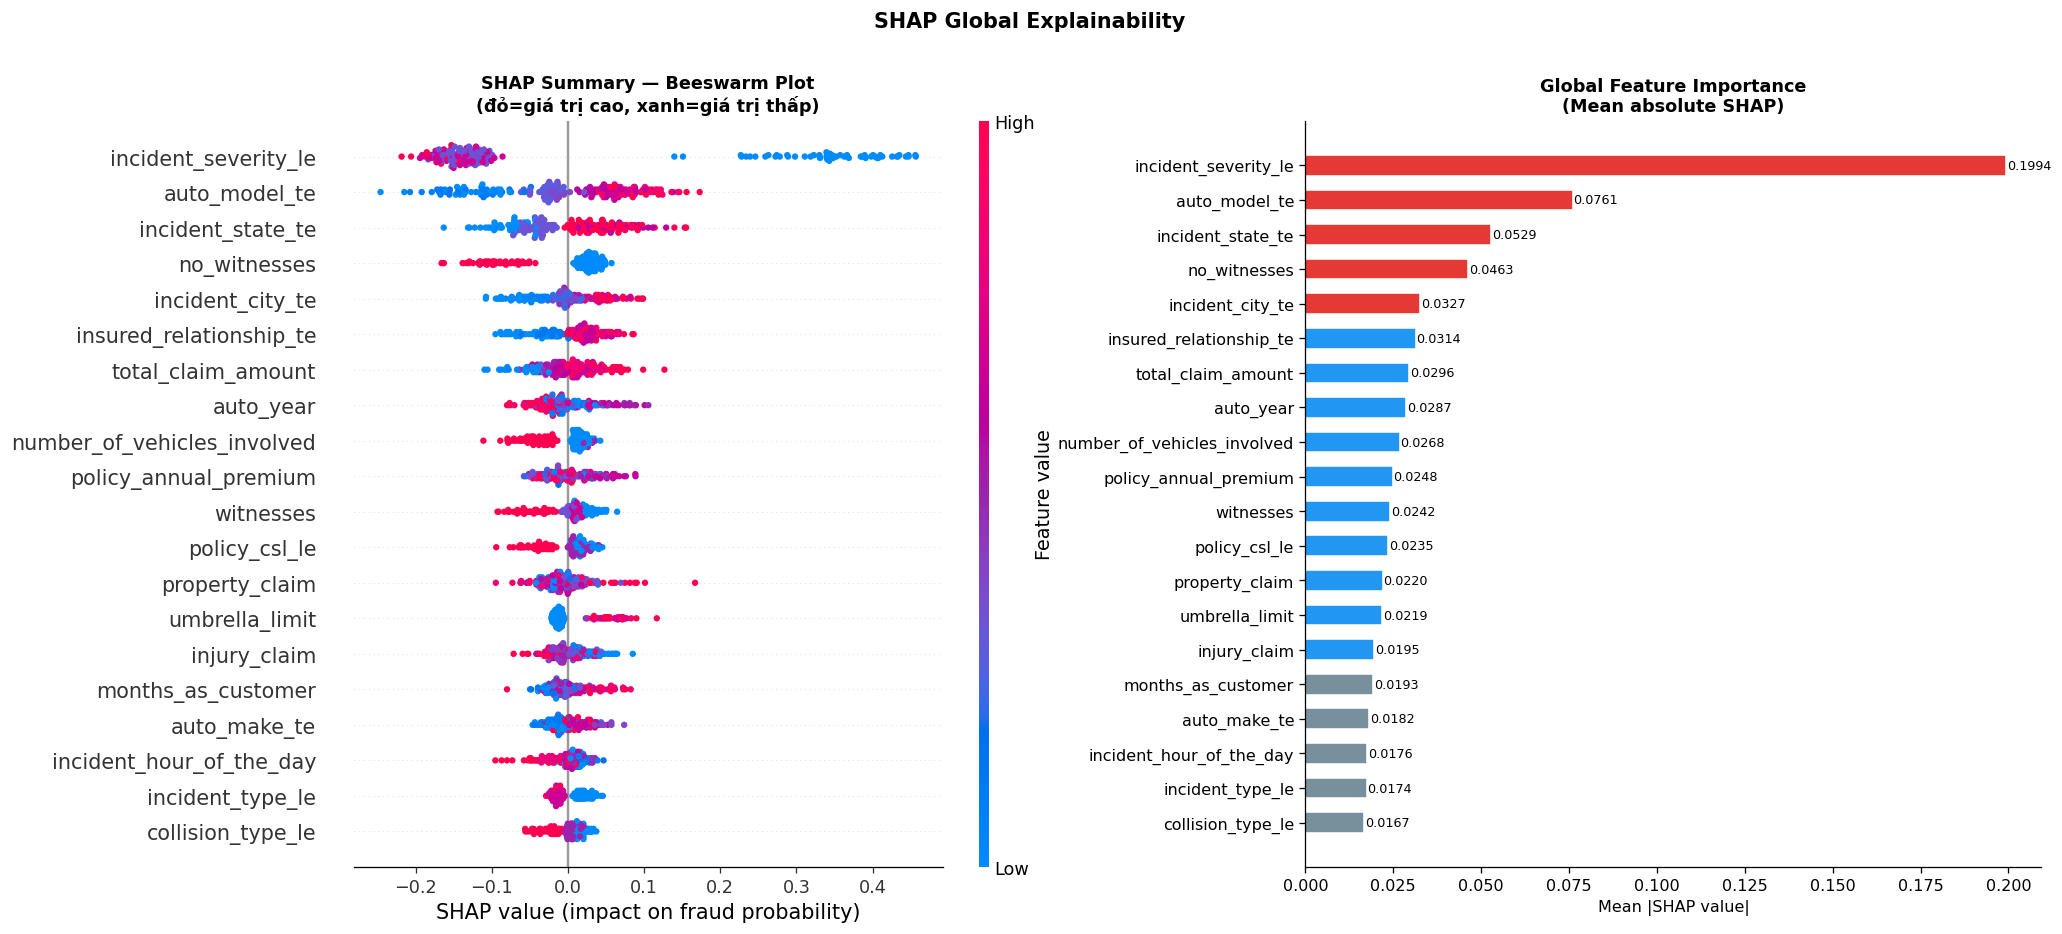 SHAP Global Explainability
SHAP Summary — Beeswarm Plot
(đỏ=giá trị cao, xanh=giá trị thấp)
incident_severity_le
auto_model_te
incident_state_te
no_witnesses
incident_city_te
insured_relationship_te
total_claim_amount
auto_year
number_of_vehicles_involved
policy_annual_premium
witnesses
policy_csl_le
property_claim
umbrella_limit
injury_claim
months_as_customer
auto_make_te
incident_hour_of_the_day
incident_type_le
collision_type_le
−0.2 −0.1 0.0 0.1 0.2 0.3 0.4
SHAP value (impact on fraud probability)
High
Low
Feature value
Global Feature Importance
(Mean absolute SHAP)
incident_severity_le 0.1994
auto_model_te 0.0761
incident_state_te 0.0529
no_witnesses 0.0463
incident_city_te 0.0327
insured_relationship_te 0.0314
total_claim_amount 0.0296
auto_year 0.0287
number_of_vehicles_involved 0.0268
policy_annual_premium 0.0248
witnesses 0.0242
policy_csl_le 0.0235
property_claim 0.0220
umbrella_limit 0.0219
injury_claim 0.0195
months_as_customer 0.0193
auto_make_te 0.0182
incident_hour_of_the_day 0.0176
incident_type_le 0.0174
collision_type_le 0.0167
0.000 0.025 0.050 0.075 0.100 0.125 0.150 0.175 0.200
Mean |SHAP value|